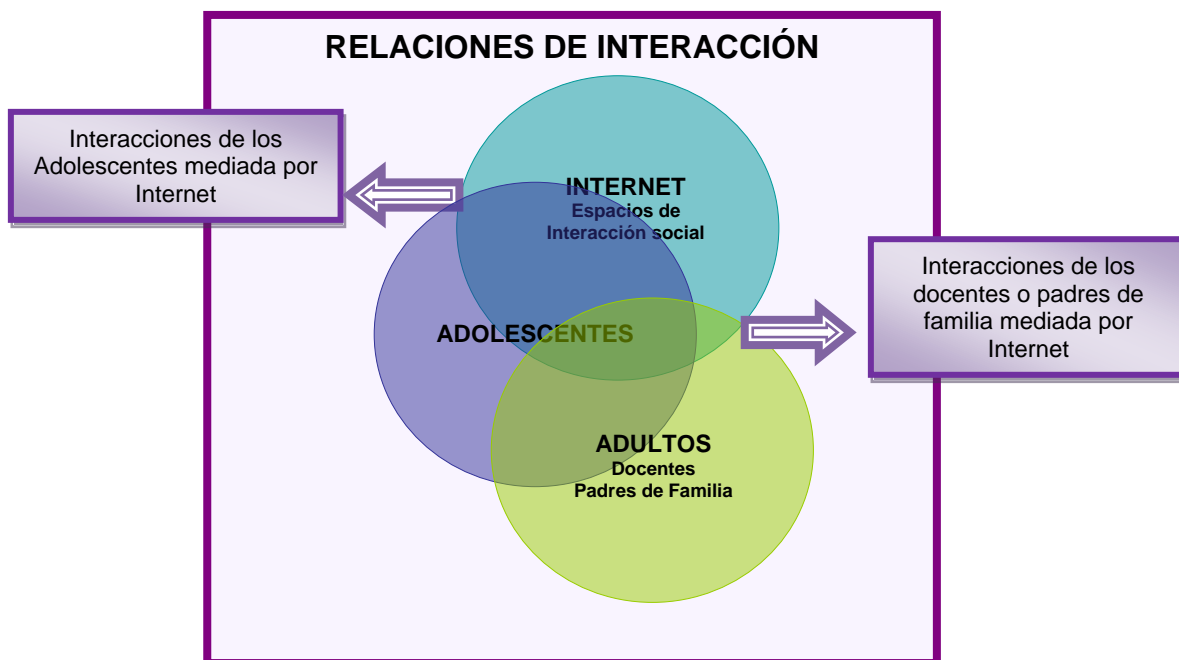 RELACIONES DE INTERACCIÓN
Interacciones de los
Adolescentes mediada por
Internet
INTERNET
Espacios de
Interacción social
Interacciones de los
docentes o padres de
familia mediada por
Internet
ADOLESCENTES
ADULTOS
Docentes
Padres de Familia